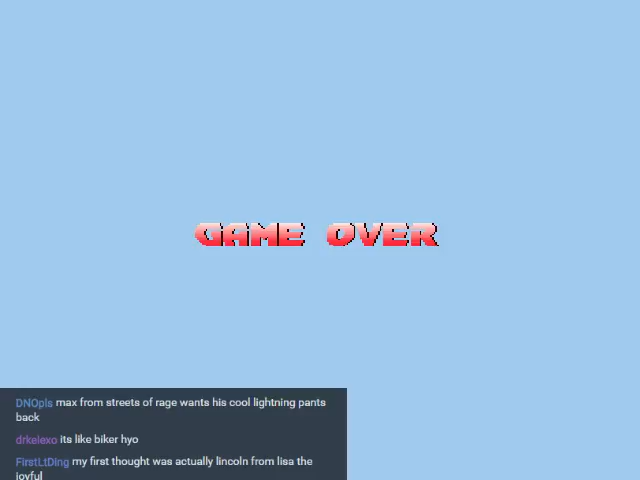 GAME OVER
DNOpls max from streets of rage wants his cool lightning pants
back
drkelexo its like biker hyo
FirstLtDing my first thought was actually lincoln from lisa the
joyful